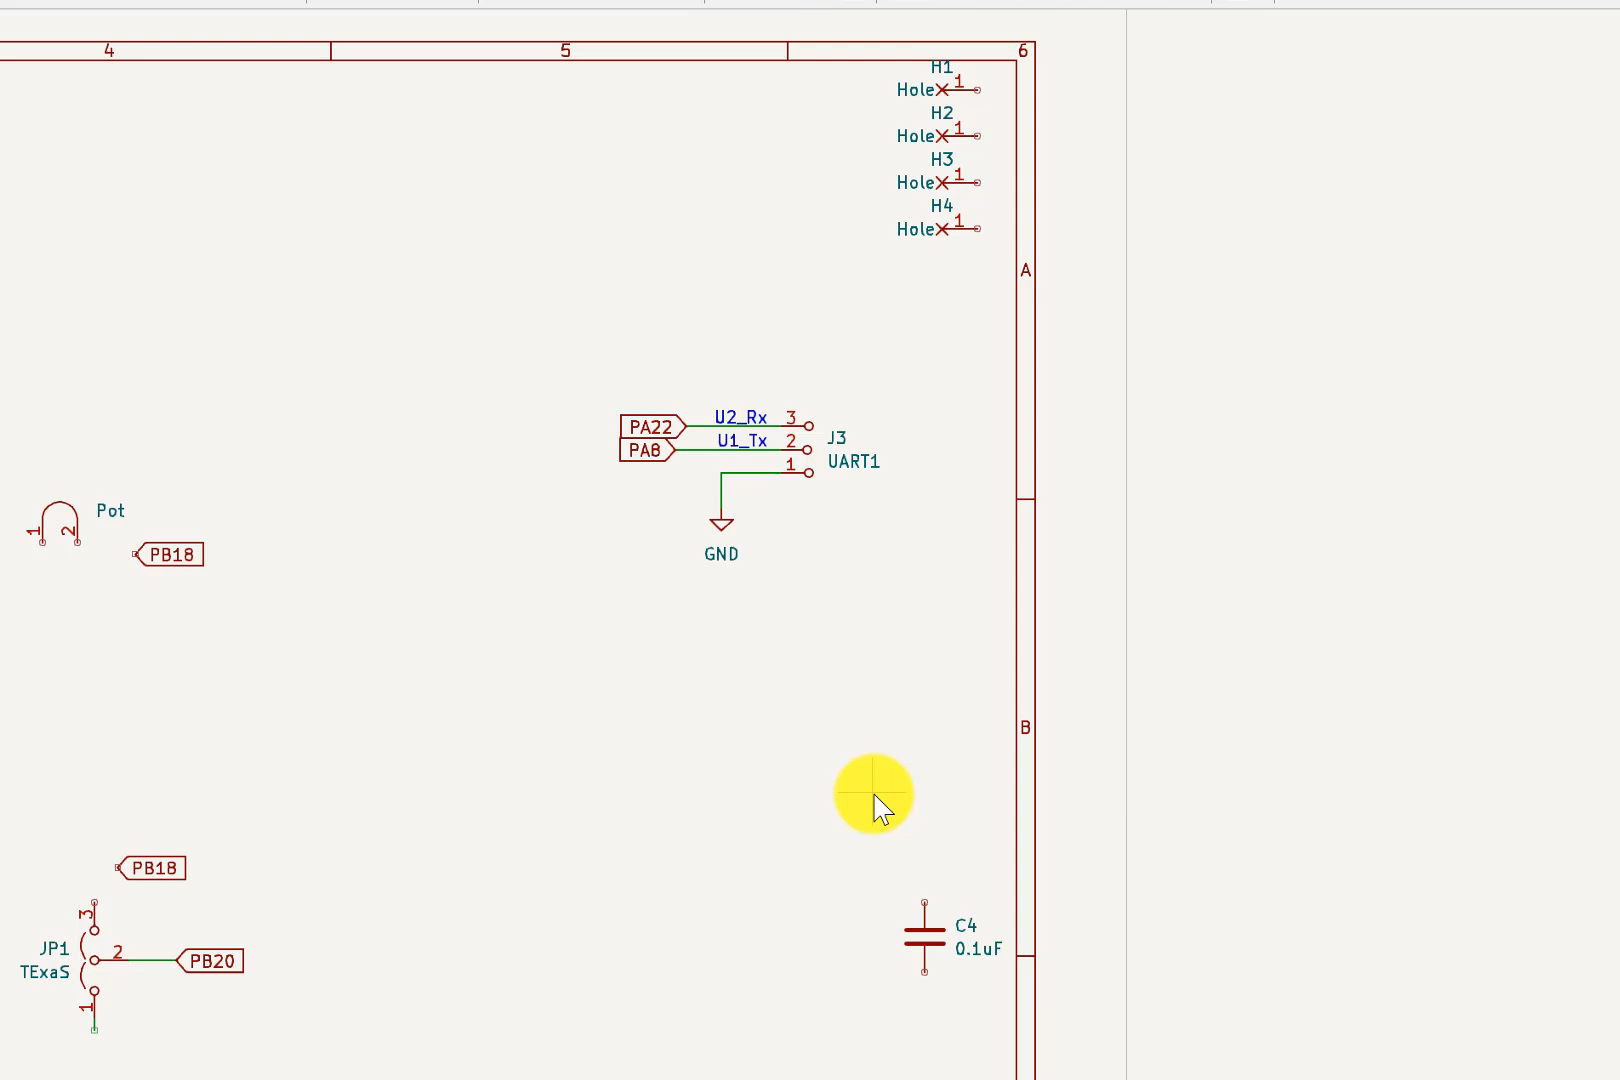 4 5 6
H1
Hole 1
H2
Hole 1
H3
Hole 1
H4
Hole 1
A
PA22 U2_Rx 3
PA8 U1_Tx 2 J3
1 UART1
GND
Pot
1 2
PB18
B
PB18
3
JP1 2 PB20
TExaS
1
C4
0.1uF